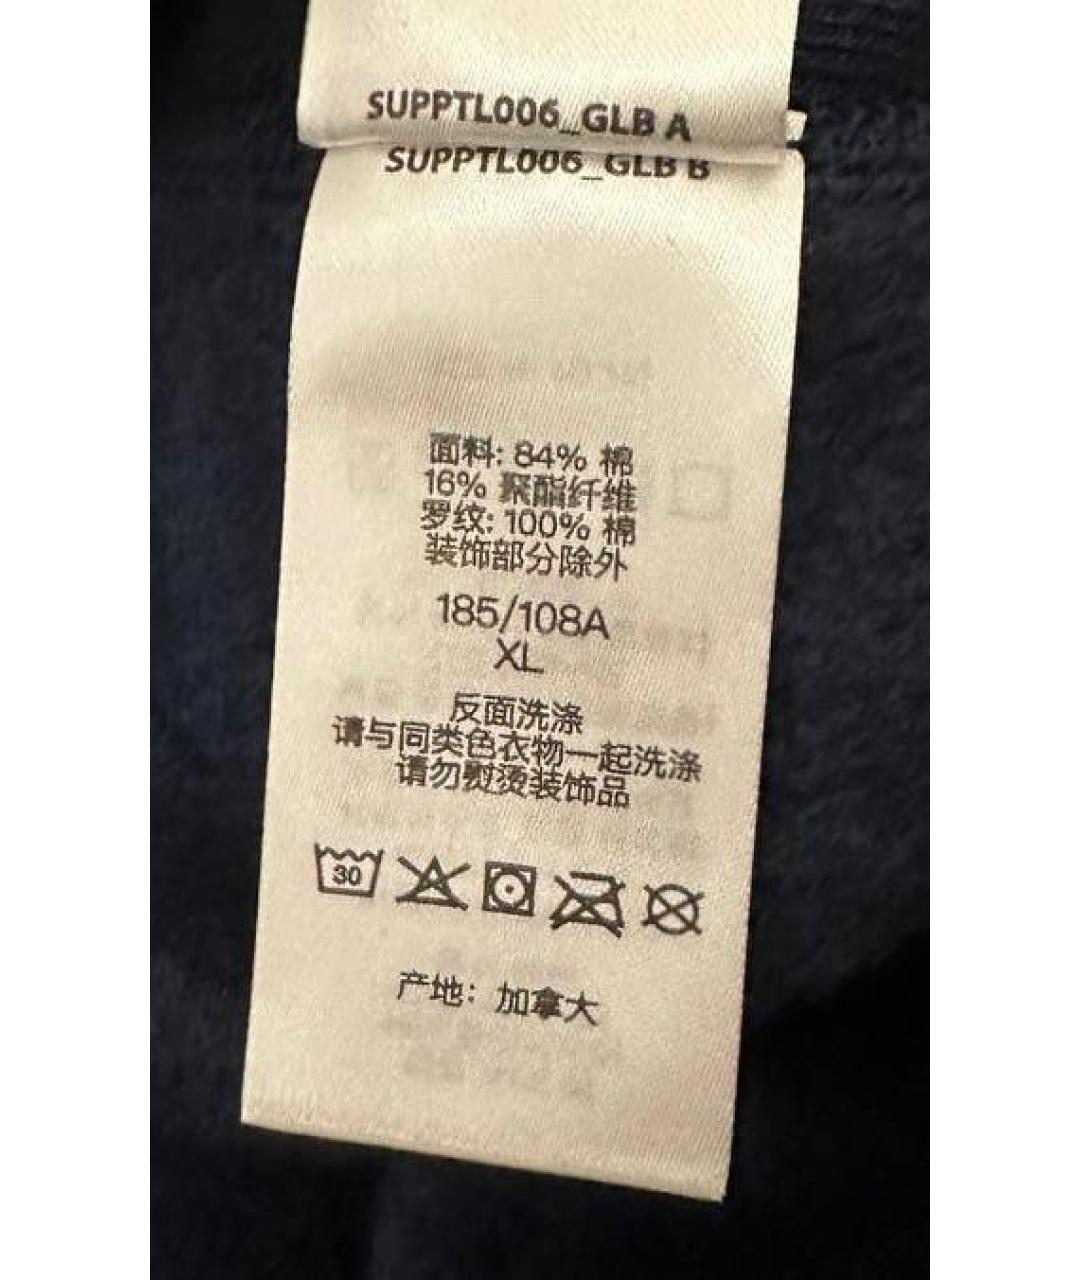 SUPPTL006_GLB A
SUPPTL006_GLB B
面料: 84% 棉
16% 聚酯纤维
罗纹: 100% 棉
装饰部分除外
185/108A
XL
反面洗涤
请与同类色衣物一起洗涤
请勿熨烫装饰品
30
产地: 加拿大